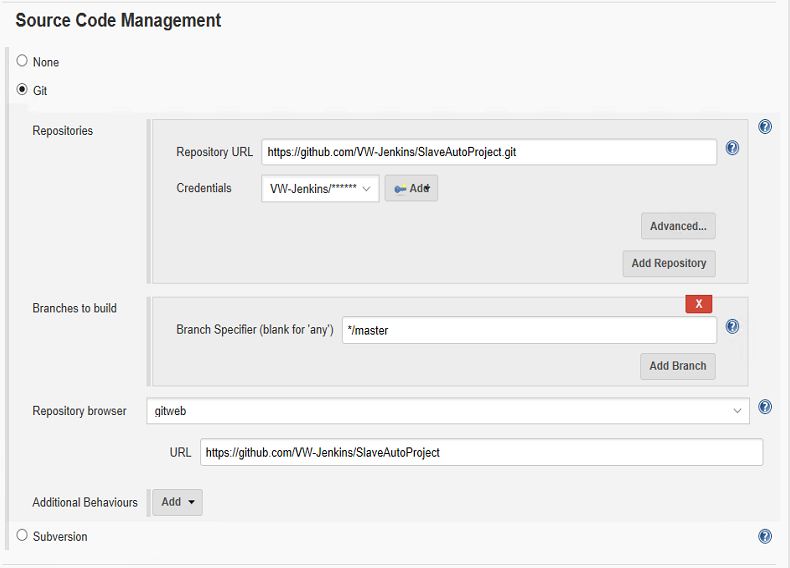 Source Code Management
None
Git
Repositories
?
Repository URL https://github.com/VW-Jenkins/SlaveAutoProject.git ?
Credentials VW-Jenkins/****** Add
Advanced...
Add Repository
Branches to build
X
Branch Specifier (blank for 'any') */master ?
Add Branch
Repository browser gitweb ?
URL https://github.com/VW-Jenkins/SlaveAutoProject
Additional Behaviours Add
Subversion ?